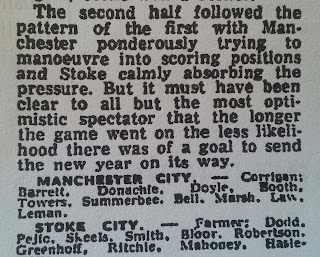 The second half followed the
pattern of the first with Man-
chester ponderously trying to
manoeuvre into scoring positions
and Stoke calmly absorbing the
pressure. But it must have been
clear to all but the most opti-
mistic spectator that the longer
the game went on the less likeli-
hood there was of a goal to send
the new year on its way.
MANCHESTER CITY. — Corrigan;
Barrett, Donachie, Doyle, Booth,
Towers, Summerbee, Bell, Marsh, Law,
Leman.
STOKE CITY. — Farmer; Dodd,
Pejic, Skeels, Smith, Bloor, Robertson,
Greenhoff, Ritchie, Mahoney, Hasle-